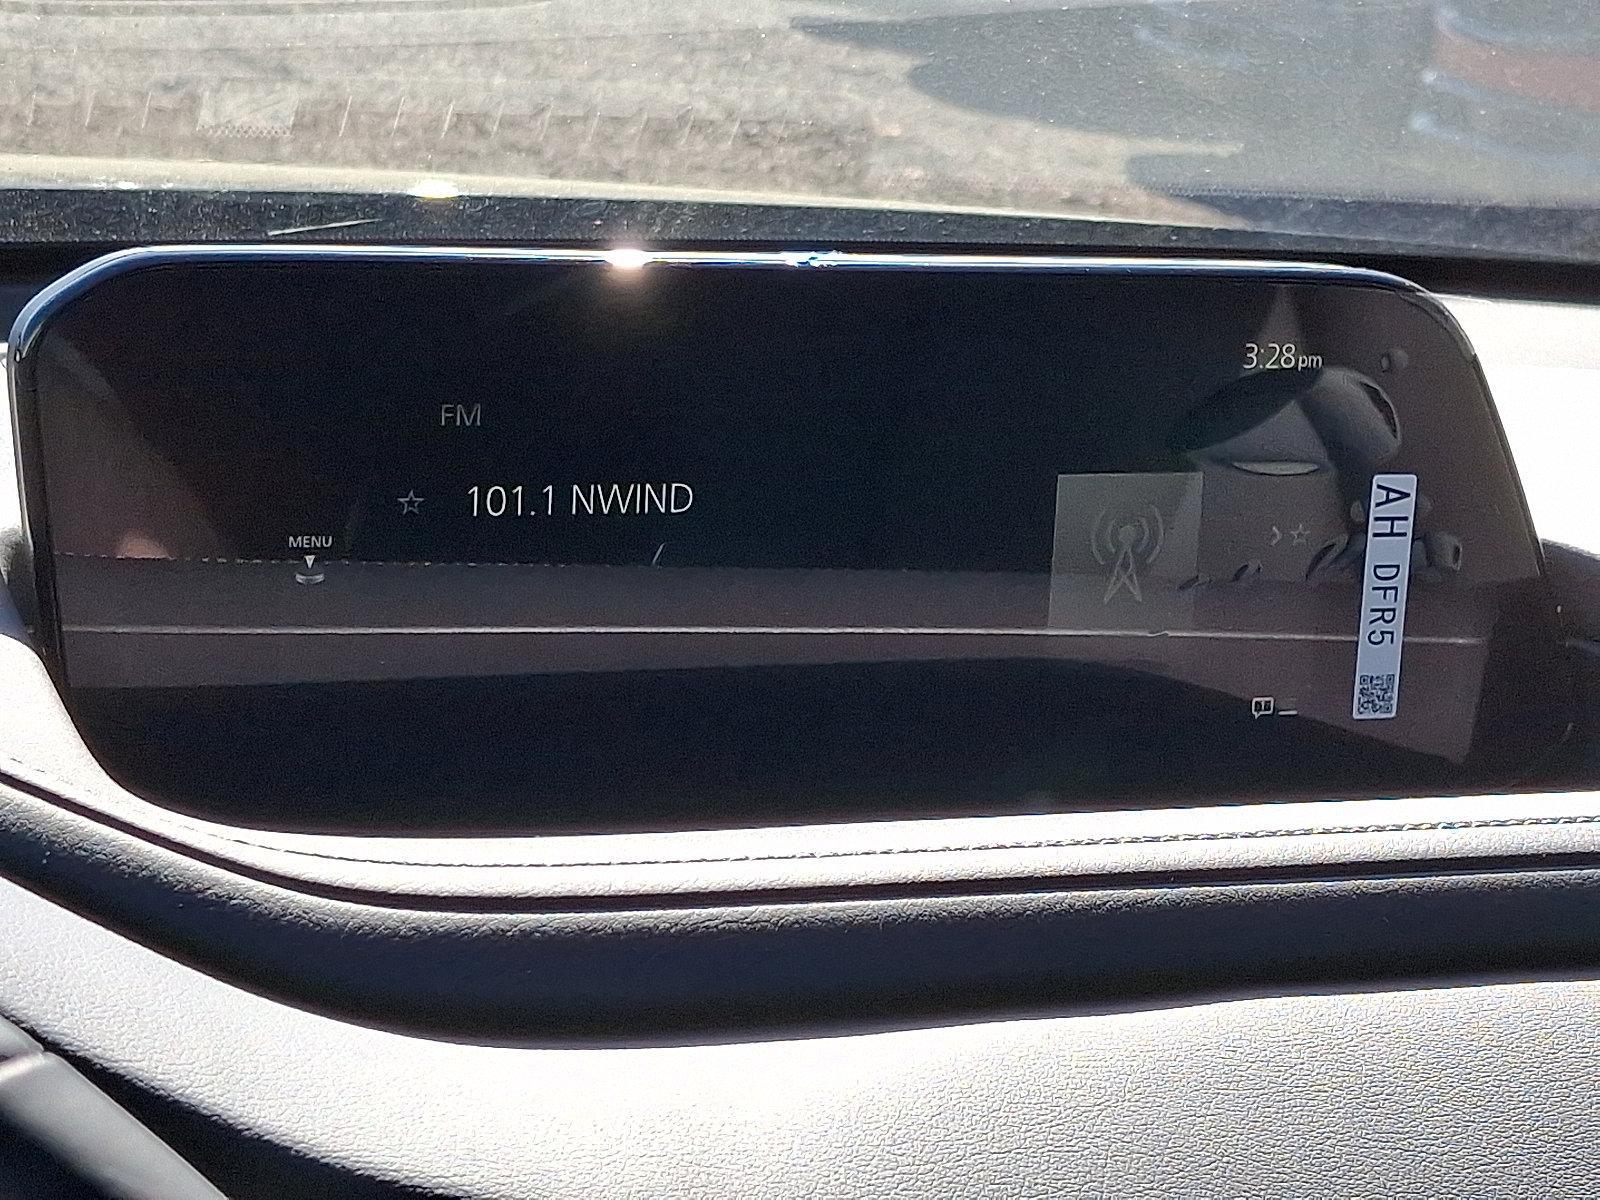 3:28pm
FM
101.1 NWIND
MENU
AH DFR5